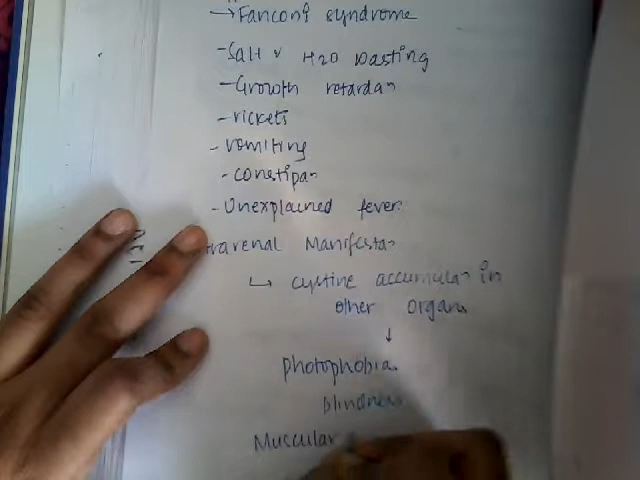 → Fanconi syndrome
- Salt & H2O wasting
- Growth retardan
- rickets
- vomiting
- constipan
- Unexplained fever
Manifestan
↳ cystine accumulan in
other organs
↓
photophobia
blindness
Muscular